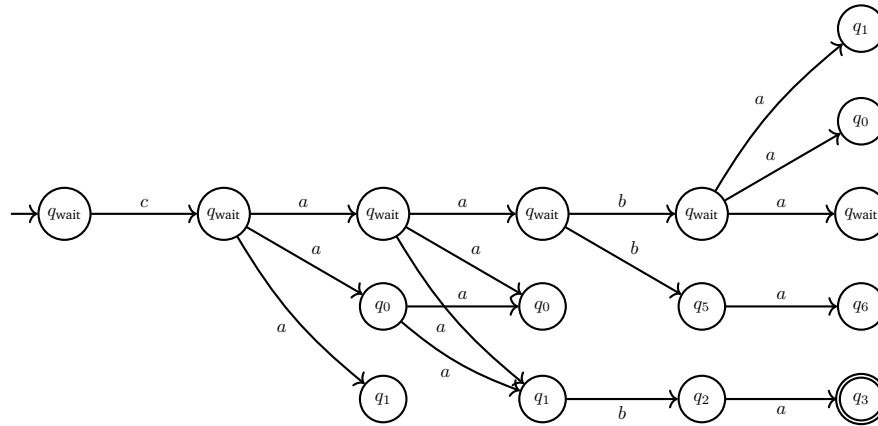 q₁
a
q₀
a
q_wait c q_wait a q_wait a q_wait b q_wait a q_wait
a a b
q₀ a q₀ q₅ a q₆
a a
a
q₁ q₁ b q₂ a q₃